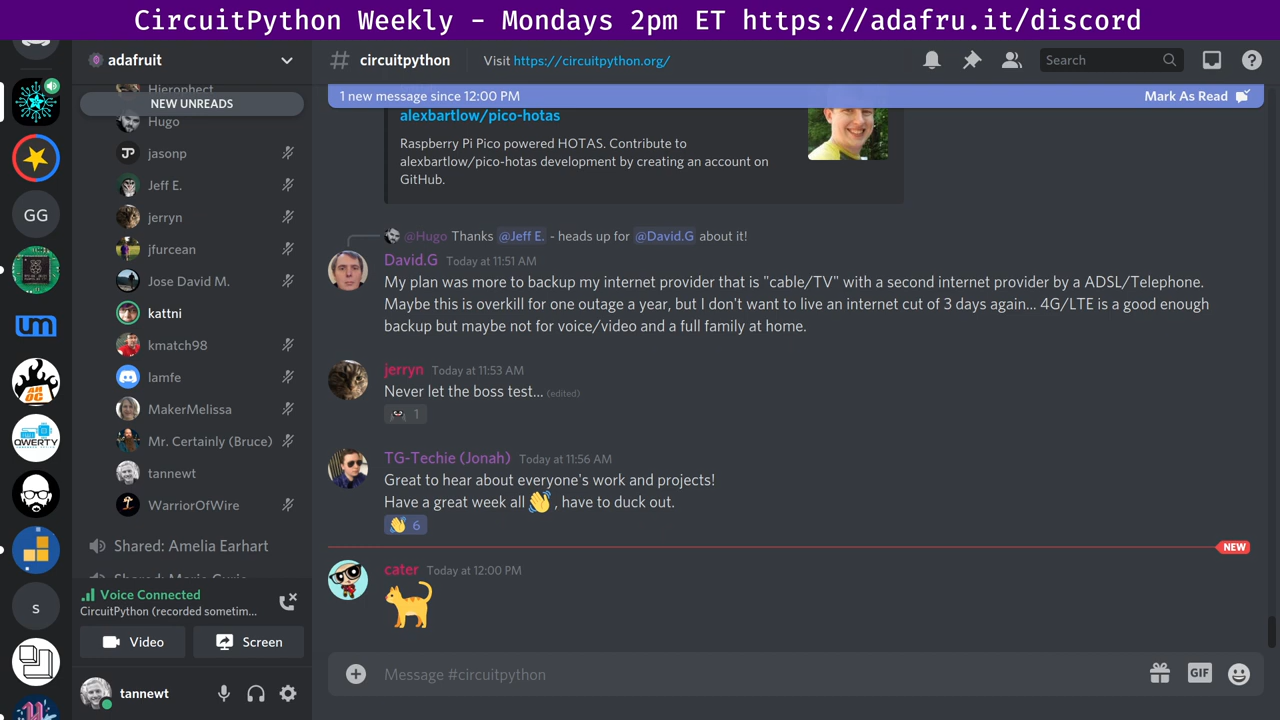 CircuitPython Weekly – Mondays 2pm ET https://adafru.it/discord
adafruit
circuitpython
Visit https://circuitpython.org/
Search
Hierophect
NEW UNREADS
Hugo
jasonp
Jeff E.
jerryn
jfurcean
Jose David M.
kattni
kmatch98
lamfe
MakerMelissa
Mr. Certainly (Bruce)
tannewt
WarriorOfWire
Shared: Amelia Earhart
Shared: Marie Curie
Voice Connected
CircuitPython (recorded sometim...
Video
Screen
tannewt
GG
QWERTY
s
1 new message since 12:00 PM
Mark As Read
alexbartlow/pico-hotas
Raspberry Pi Pico powered HOTAS. Contribute to
alexbartlow/pico-hotas development by creating an account on
GitHub.
@Hugo Thanks @Jeff E. - heads up for @David.G about it!
David.G Today at 11:51 AM
My plan was more to backup my internet provider that is "cable/TV" with a second internet provider by a ADSL/Telephone.
Maybe this is overkill for one outage a year, but I don't want to live an internet cut of 3 days again... 4G/LTE is a good enough
backup but maybe not for voice/video and a full family at home.
jerryn Today at 11:53 AM
Never let the boss test... (edited)
1
TG-Techie (Jonah) Today at 11:56 AM
Great to hear about everyone's work and projects!
Have a great week all 👋 , have to duck out.
👋 6
NEW
cater Today at 12:00 PM
🐈
Message #circuitpython
GIF